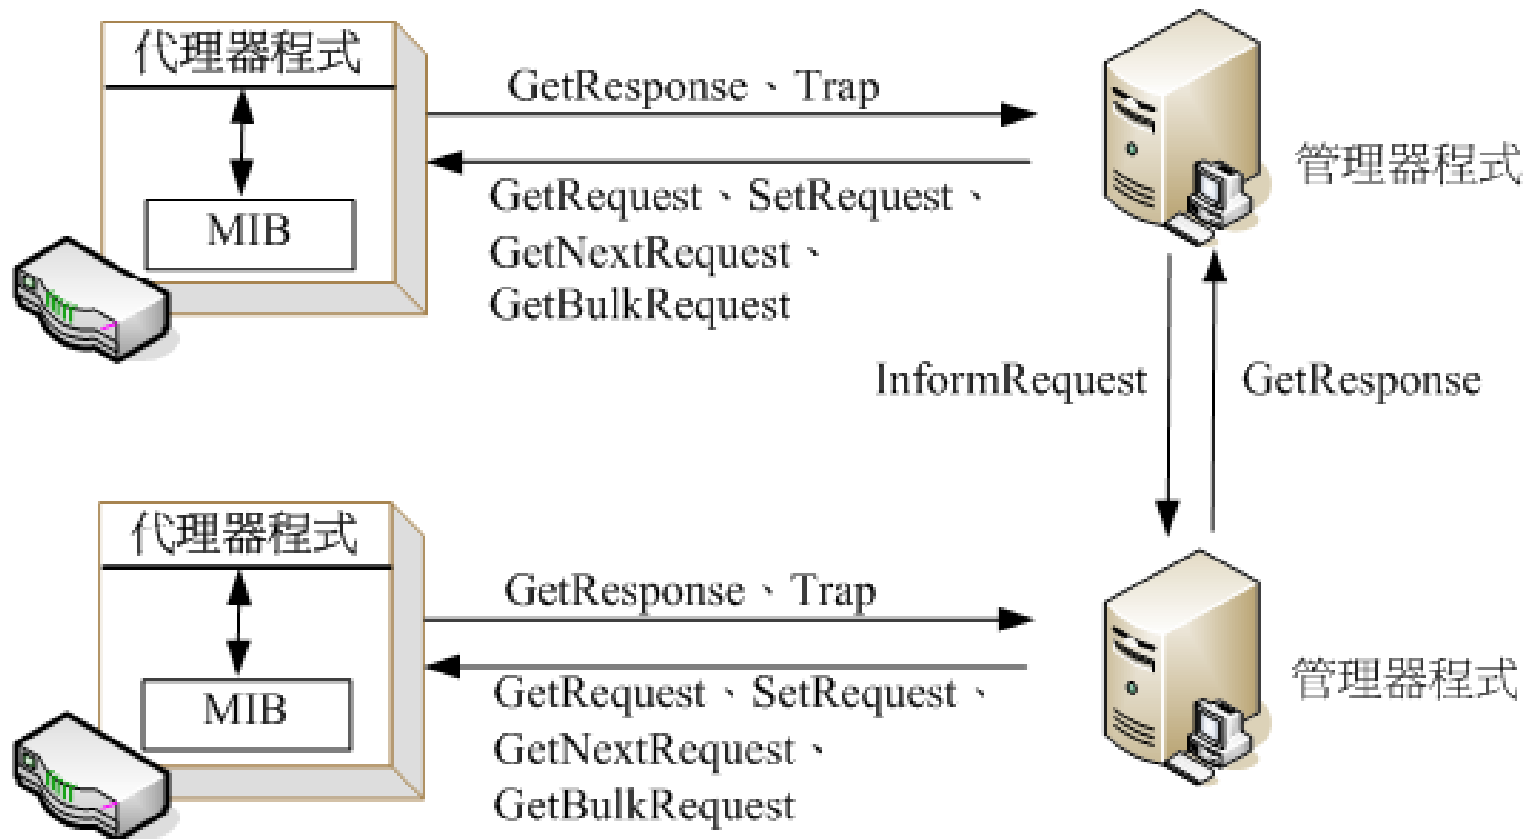 代理器程式
GetResponse、Trap
管理器程式
GetRequest、SetRequest、
GetNextRequest、
GetBulkRequest
MIB
InformRequest
GetResponse
代理器程式
GetResponse、Trap
管理器程式
GetRequest、SetRequest、
GetNextRequest、
GetBulkRequest
MIB